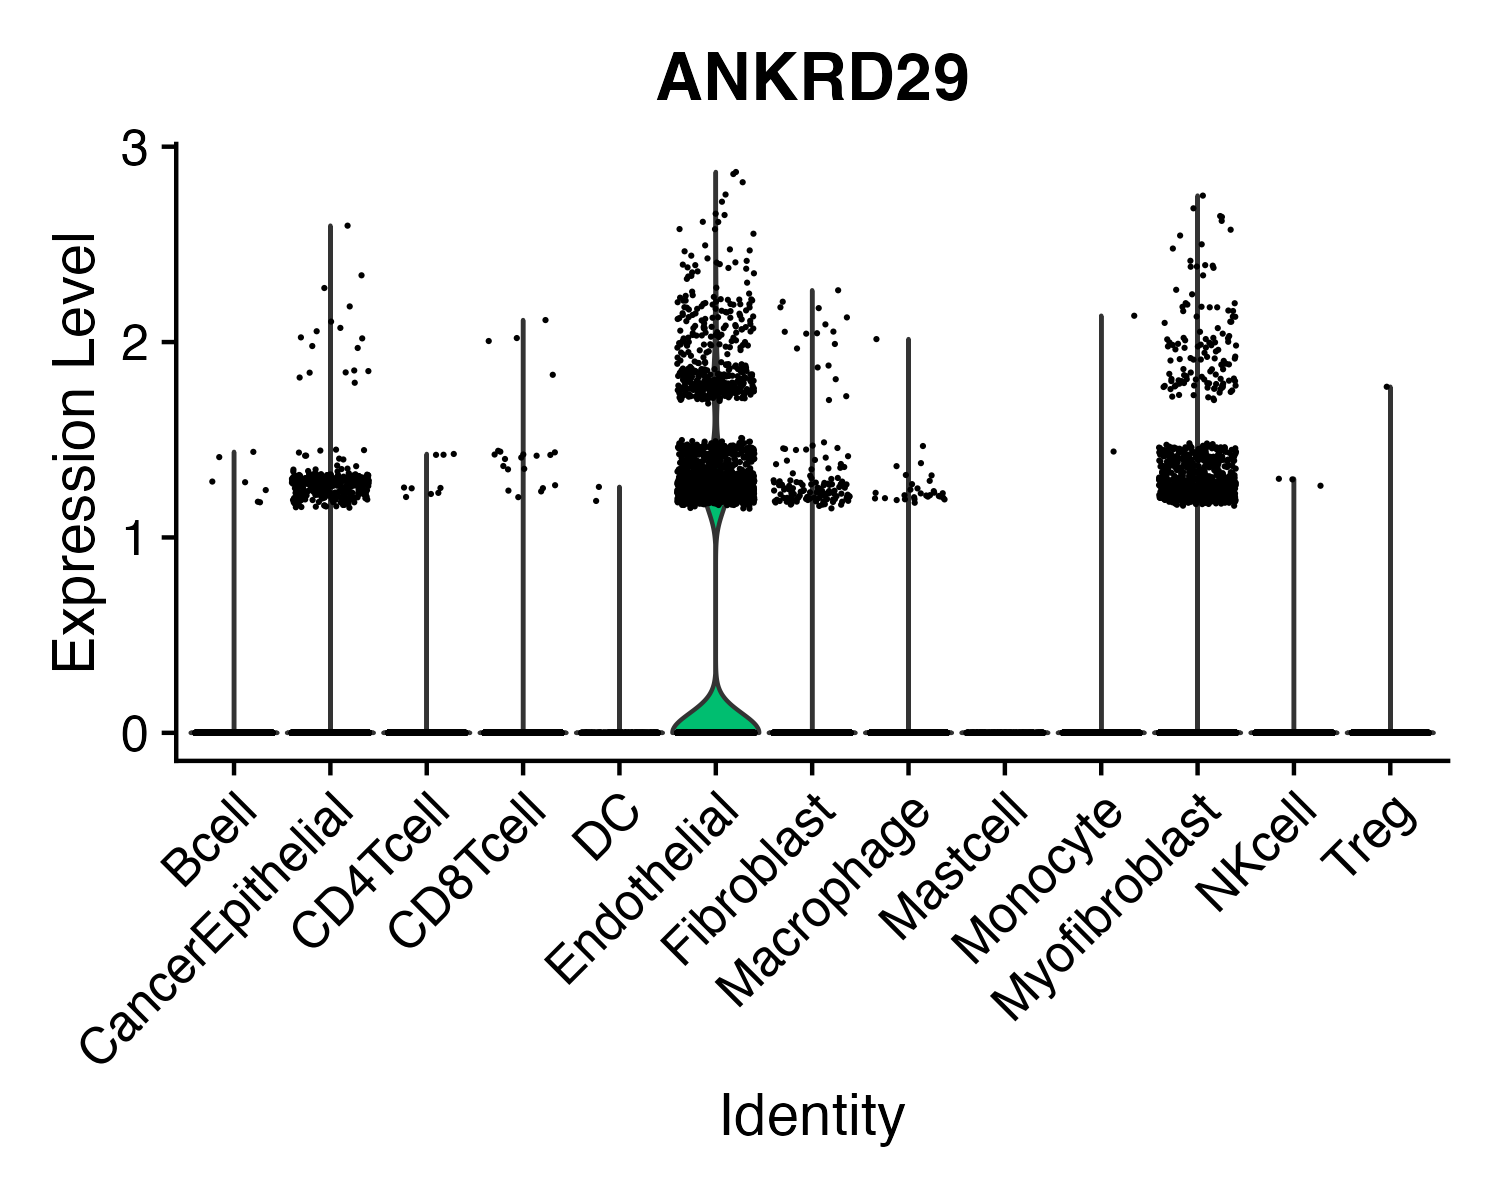 ANKRD29
Expression Level
3
2
1
0
Bcell
CancerEpithelial
CD4Tcell
CD8Tcell
DC
Endothelial
Fibroblast
Macrophage
Mastcell
Monocyte
Myofibroblast
NKcell
Treg
Identity